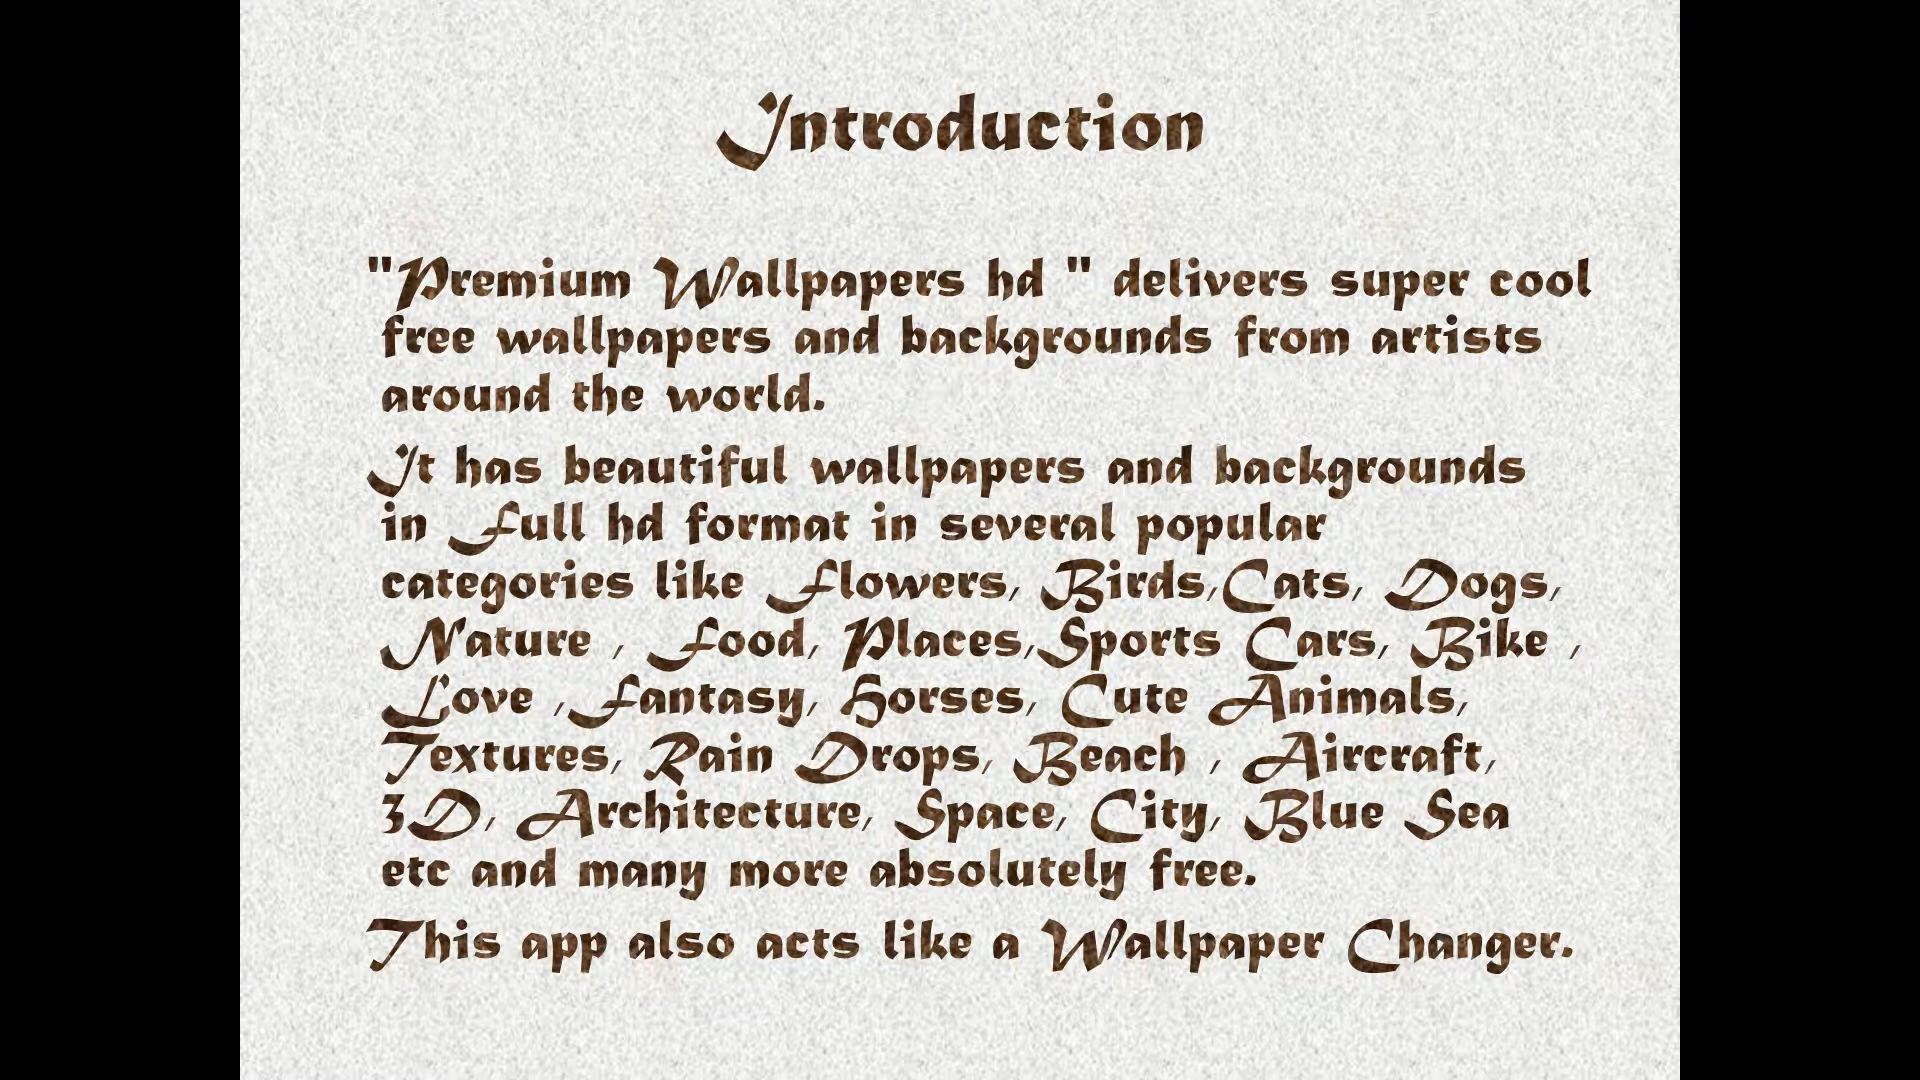 Introduction
"Premium Wallpapers hd " delivers super cool
free wallpapers and backgrounds from artists
around the world.
It has beautiful wallpapers and backgrounds
in Full hd format in several popular
categories like Flowers, Birds,Cats, Dogs,
Nature , Food, Places,Sports Cars, Bike ,
Love ,Fantasy, Horses, Cute Animals,
Textures, Rain Drops, Beach , Aircraft,
3D, Architecture, Space, City, Blue Sea
etc and many more absolutely free.
This app also acts like a Wallpaper Changer.